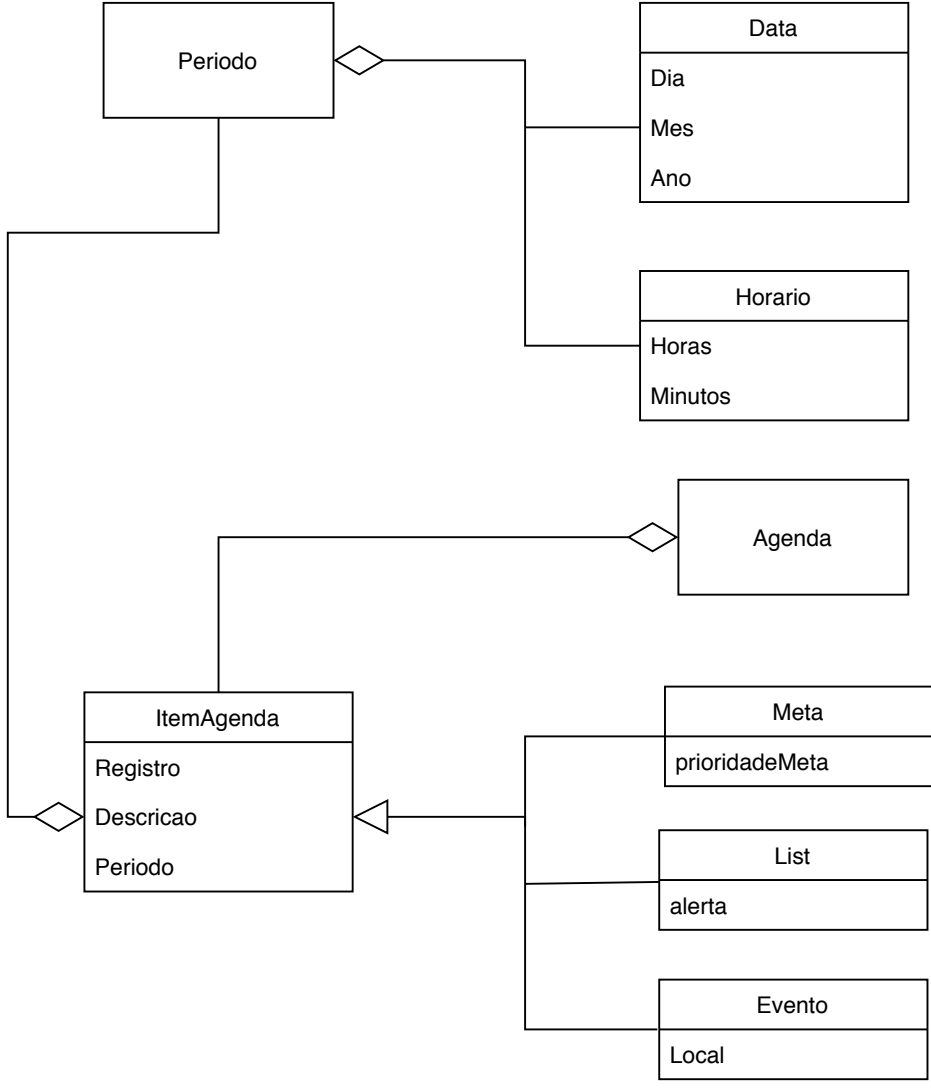 Periodo
Data
Dia
Mes
Ano
Horario
Horas
Minutos
Agenda
ItemAgenda
Registro
Descricao
Periodo
Meta
prioridadeMeta
List
alerta
Evento
Local